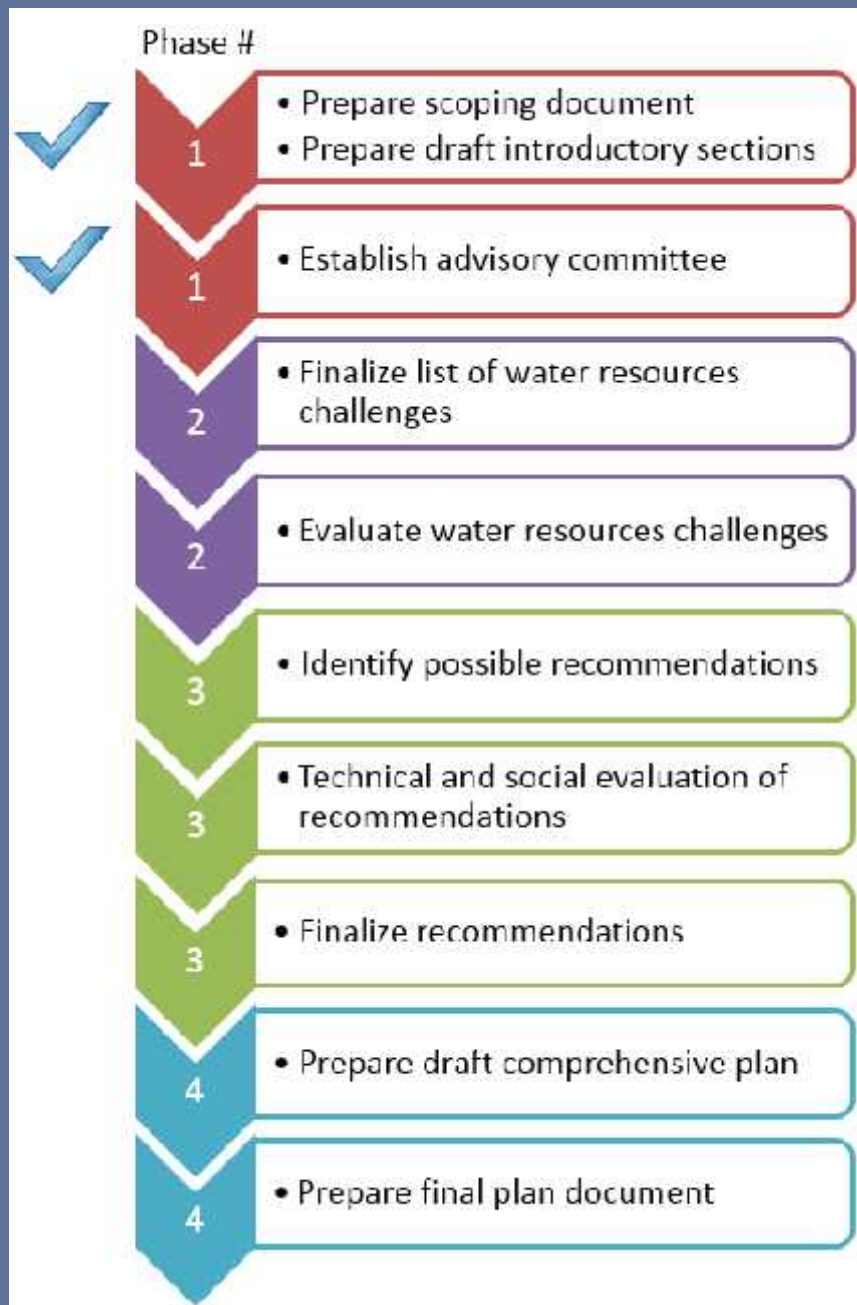 Phase #
1
• Prepare scoping document
• Prepare draft introductory sections
1
• Establish advisory committee
2
• Finalize list of water resources
challenges
2
• Evaluate water resources challenges
3
• Identify possible recommendations
3
• Technical and social evaluation of
recommendations
3
• Finalize recommendations
4
• Prepare draft comprehensive plan
4
• Prepare final plan document